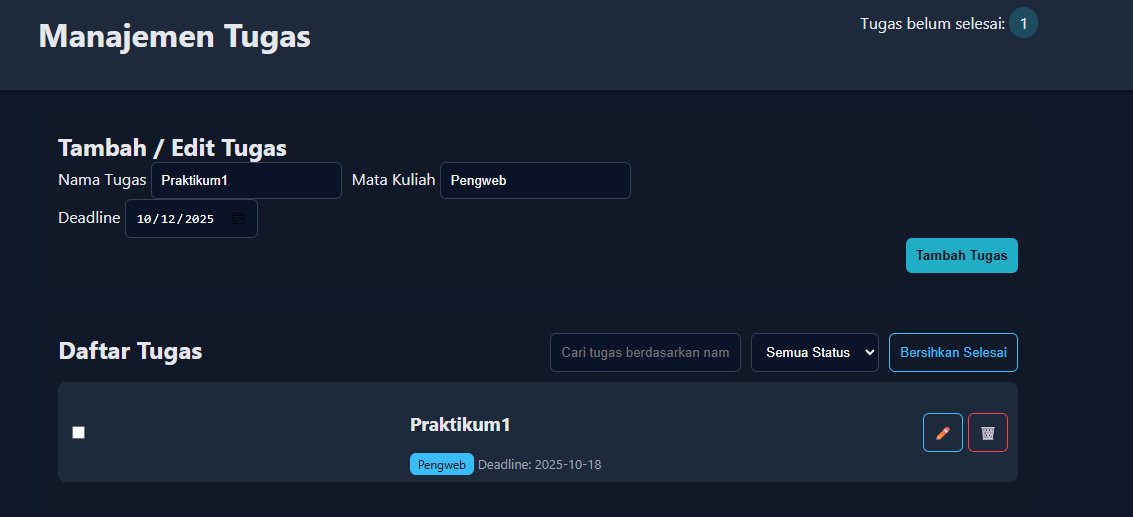 Manajemen Tugas
Tugas belum selesai: 1
Tambah / Edit Tugas
Nama Tugas Praktikum1 Mata Kuliah Pengweb
Deadline 10/12/2025
Tambah Tugas
Daftar Tugas
Cari tugas berdasarkan nam
Semua Status
Bersihkan Selesai
Praktikum1
Pengweb Deadline: 2025-10-18